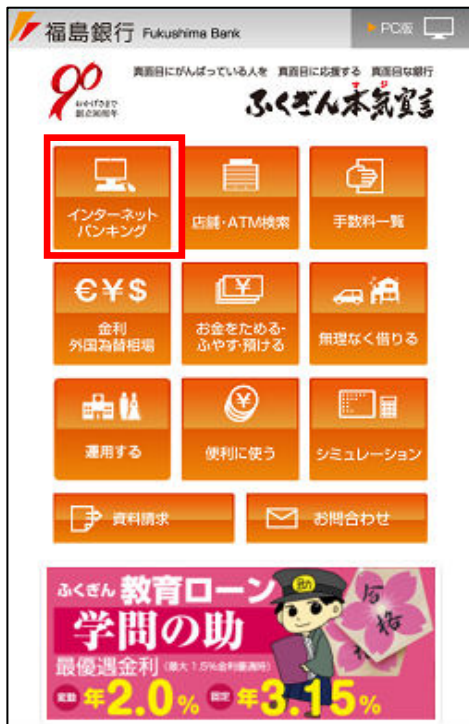 福島銀行 Fukushima Bank
PC版
90
おかげさまで
創立90周年
真面目にがんばっている人を 真面目に応援する 真面目な銀行
ふくぎん本気宣言
マジ
インターネット
バンキング
店舗・ATM検索
手数料一覧
€¥$
金利
外国為替相場
お金をためる・
ふやす・預ける
無理なく借りる
運用する
便利に使う
シミュレーション
資料請求
お問合わせ
ふくぎん 教育ローン
学問の助
助
合格
最優遇金利(最大1.5%金利優遇時)
変動 年2.0% 固定 年3.15%